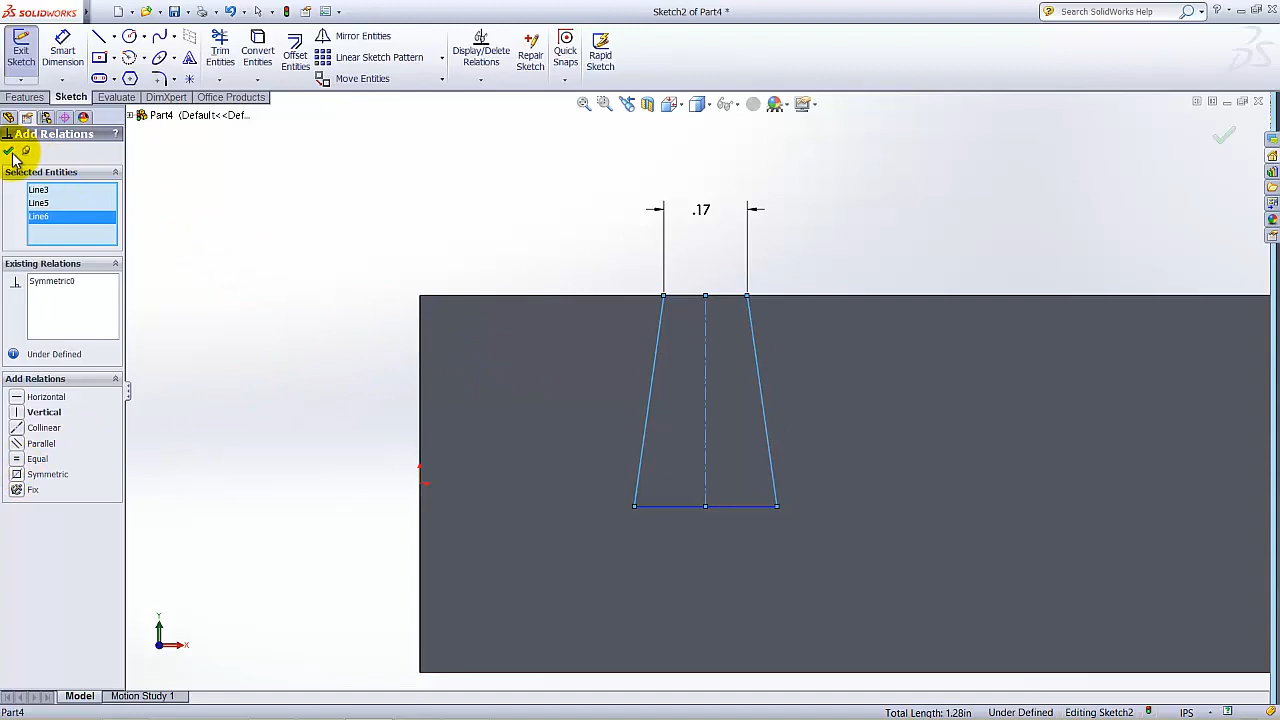 SOLIDWORKS
Sketch2 of Part4 *
Search SolidWorks Help
Exit Sketch
Smart Dimension
Trim Entities
Convert Entities
Offset Entities
Mirror Entities
Linear Sketch Pattern
Move Entities
Display/Delete Relations
Repair Sketch
Quick Snaps
Rapid Sketch
Features
Sketch
Evaluate
DimXpert
Office Products
Part4 (Default<<Def...
Add Relations
?
Selected Entities
Line3
Line5
Line6
Existing Relations
Symmetric0
Under Defined
Add Relations
Horizontal
Vertical
Collinear
Parallel
Equal
Symmetric
Fix
.17
Y
X
Model
Motion Study 1
Part4
Total Length: 1.28in
Under Defined
Editing Sketch2
IPS